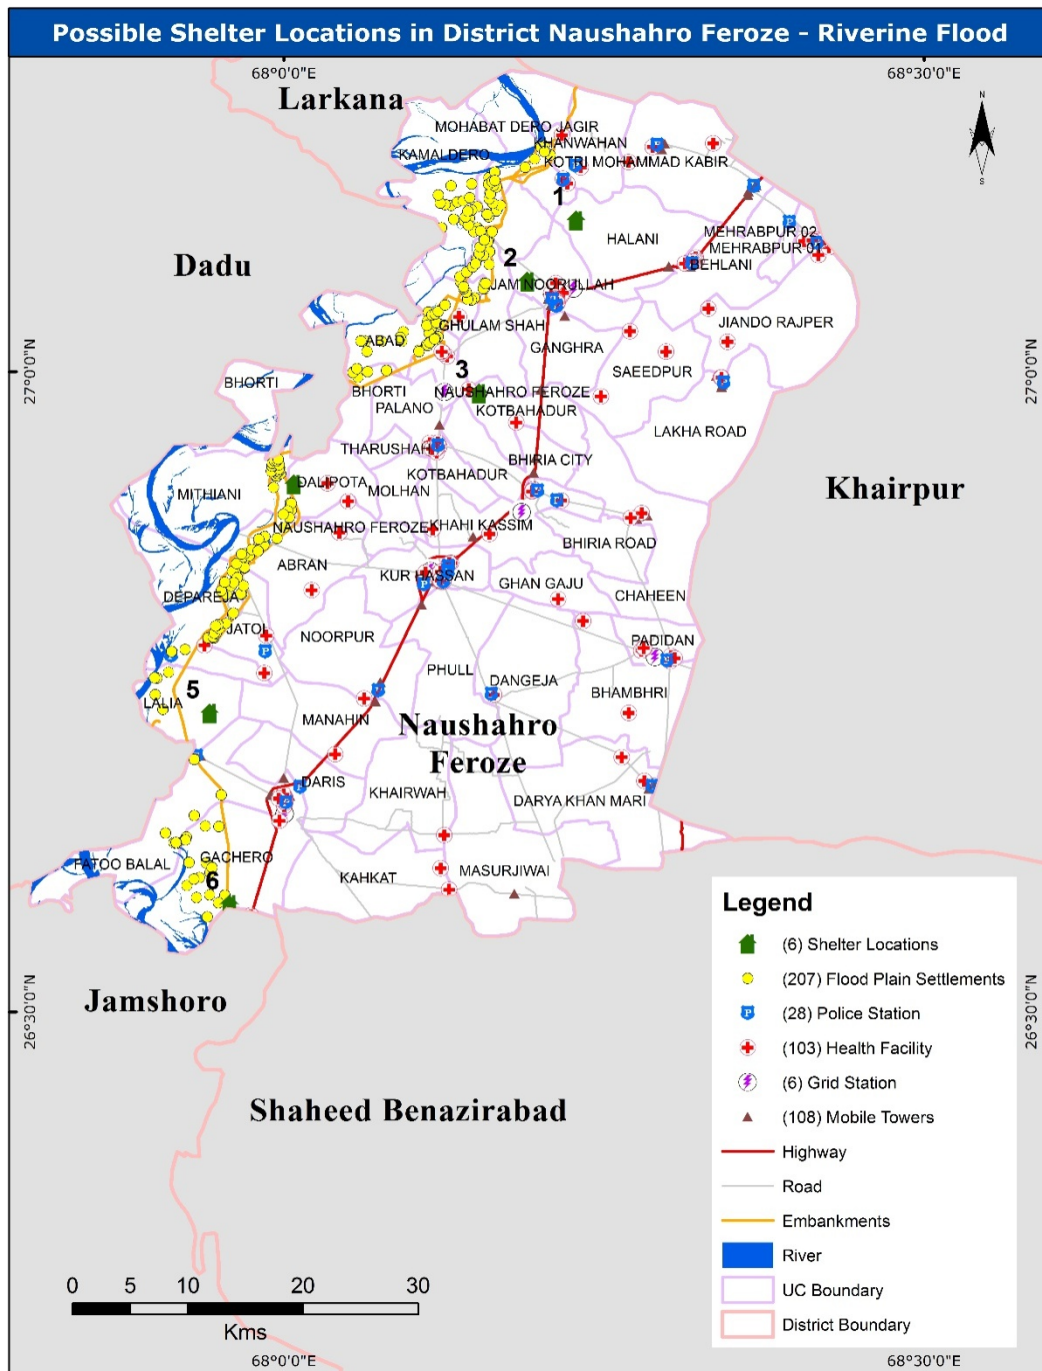 Possible Shelter Locations in District Naushahro Feroze - Riverine Flood
68°0'0"E
68°30'0"E
Larkana
N
S
MOHABAT DERO JAGIR
KHANWAHAN
KAMALDERO
KOTRI MOHAMMAD KABIR
1
HALANI
MEHRABPUR 02
MEHRABPUR 01
BEHLANI
Dadu
2
JAM NOORULLAH
GHULAM SHAH
GANGHRA
JIANDO RAJPER
ABAD
SAEEDPUR
27°0'0"N
27°0'0"N
3
BHORTI
BHORTI
NAUSHAHRO FEROZE
PALANO
KOTBAHADUR
LAKHA ROAD
THARUSHAH
BHIRIA CITY
KOTBAHADUR
DALIPOTA
MOLHAN
MITHIANI
Khairpur
NAUSHAHRO FEROZE
KHAHI KASSIM
BHIRIA ROAD
ABRAN
KUR HASSAN
GHAN GAJU
CHAHEEN
DEPAREJA
JATOI
NOORPUR
PADIDAN
PHULL
DANGEJA
5
BHAMBHRI
LALIA
MANAHIN
Naushahro
Feroze
DARIS
KHAIRWAH
DARYA KHAN MARI
GACHERO
FATOO BALAL
6
KAHKAT
MASURJIWAI
Legend
(6) Shelter Locations
(207) Flood Plain Settlements
(28) Police Station
(103) Health Facility
(6) Grid Station
(108) Mobile Towers
Highway
Road
Embankments
River
UC Boundary
District Boundary
Jamshoro
26°30'0"N
26°30'0"N
Shaheed Benazirabad
0 5 10 20 30
Kms
68°0'0"E
68°30'0"E